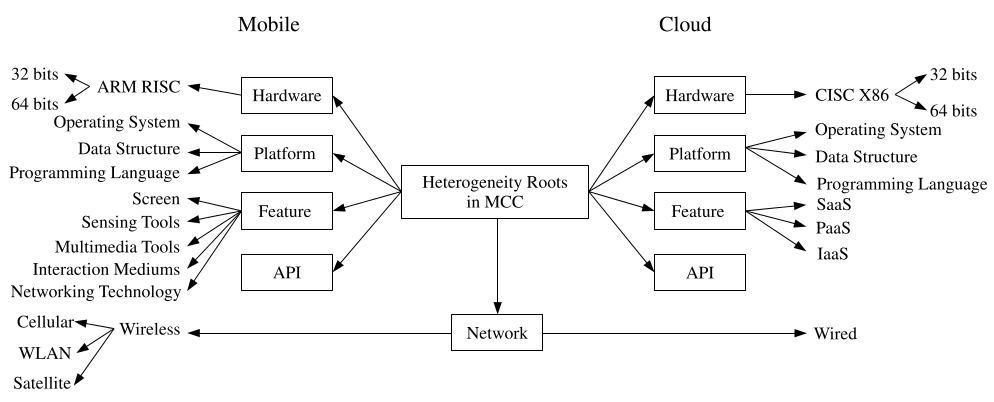 Mobile
Cloud
32 bits
64 bits
ARM RISC
Hardware
Operating System
Data Structure
Programming Language
Platform
Screen
Sensing Tools
Multimedia Tools
Interaction Mediums
Networking Technology
Feature
API
Heterogeneity Roots
in MCC
Hardware
CISC X86
32 bits
64 bits
Platform
Operating System
Data Structure
Programming Language
Feature
SaaS
PaaS
IaaS
API
Cellular
WLAN
Satellite
Wireless
Network
Wired